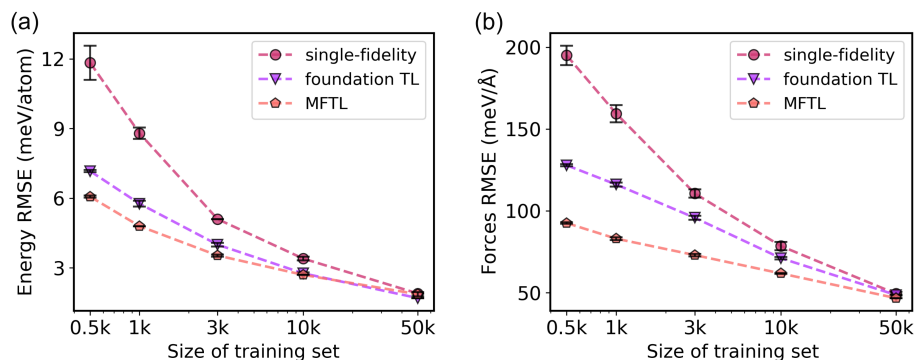 (a)
Energy RMSE (meV/atom)
12
9
6
3
single-fidelity
foundation TL
MFTL
0.5k 1k 3k 10k 50k
Size of training set
(b)
Forces RMSE (meV/Å)
200
150
100
50
single-fidelity
foundation TL
MFTL
0.5k 1k 3k 10k 50k
Size of training set